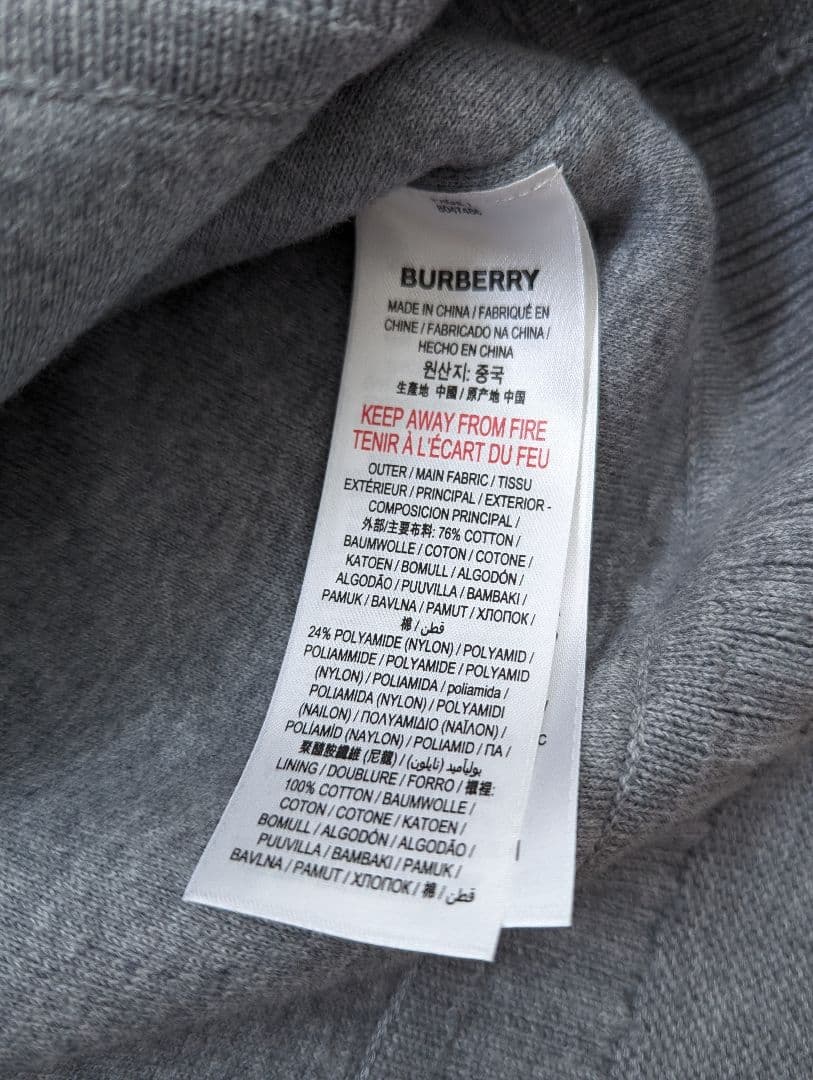 8047466
BURBERRY
MADE IN CHINA / FABRIQUÉ EN
CHINE / FABRICADO NA CHINA /
HECHO EN CHINA
원산지: 중국
生產地 中國 / 原产地 中国
KEEP AWAY FROM FIRE
TENIR À L'ÉCART DU FEU
OUTER / MAIN FABRIC / TISSU
EXTÉRIEUR / PRINCIPAL / EXTERIOR -
COMPOSICION PRINCIPAL /
外部/主要布料: 76% COTTON /
BAUMWOLLE / COTON / COTONE /
KATOEN / BOMULL / ALGODÓN /
ALGODÃO / PUUVILLA / BAMBAKI /
PAMUK / BAVLNA / PAMUT / ХЛОПОК /
棉 / قطن
24% POLYAMIDE (NYLON) / POLYAMID /
POLIAMMIDE / POLYAMIDE / POLYAMID
(NYLON) / POLIAMIDA / poliamida /
POLIAMIDA (NYLON) / POLYAMIDI
(NAILON) / ΠΟΛΥΑΜΙΔΙΟ (ΝΑΪΛΟΝ) /
POLİAMİD (NAYLON) / POLIAMID / ПА /
聚醯胺纖維 (尼龍) / بولياميد (نايلون)
LINING / DOUBLURE / FORRO / 襯裡:
100% COTTON / BAUMWOLLE /
COTON / COTONE / KATOEN /
BOMULL / ALGODÓN / ALGODÃO /
PUUVILLA / BAMBAKI / PAMUK /
BAVLNA / PAMUT / ХЛОПОК / 棉 / قطن